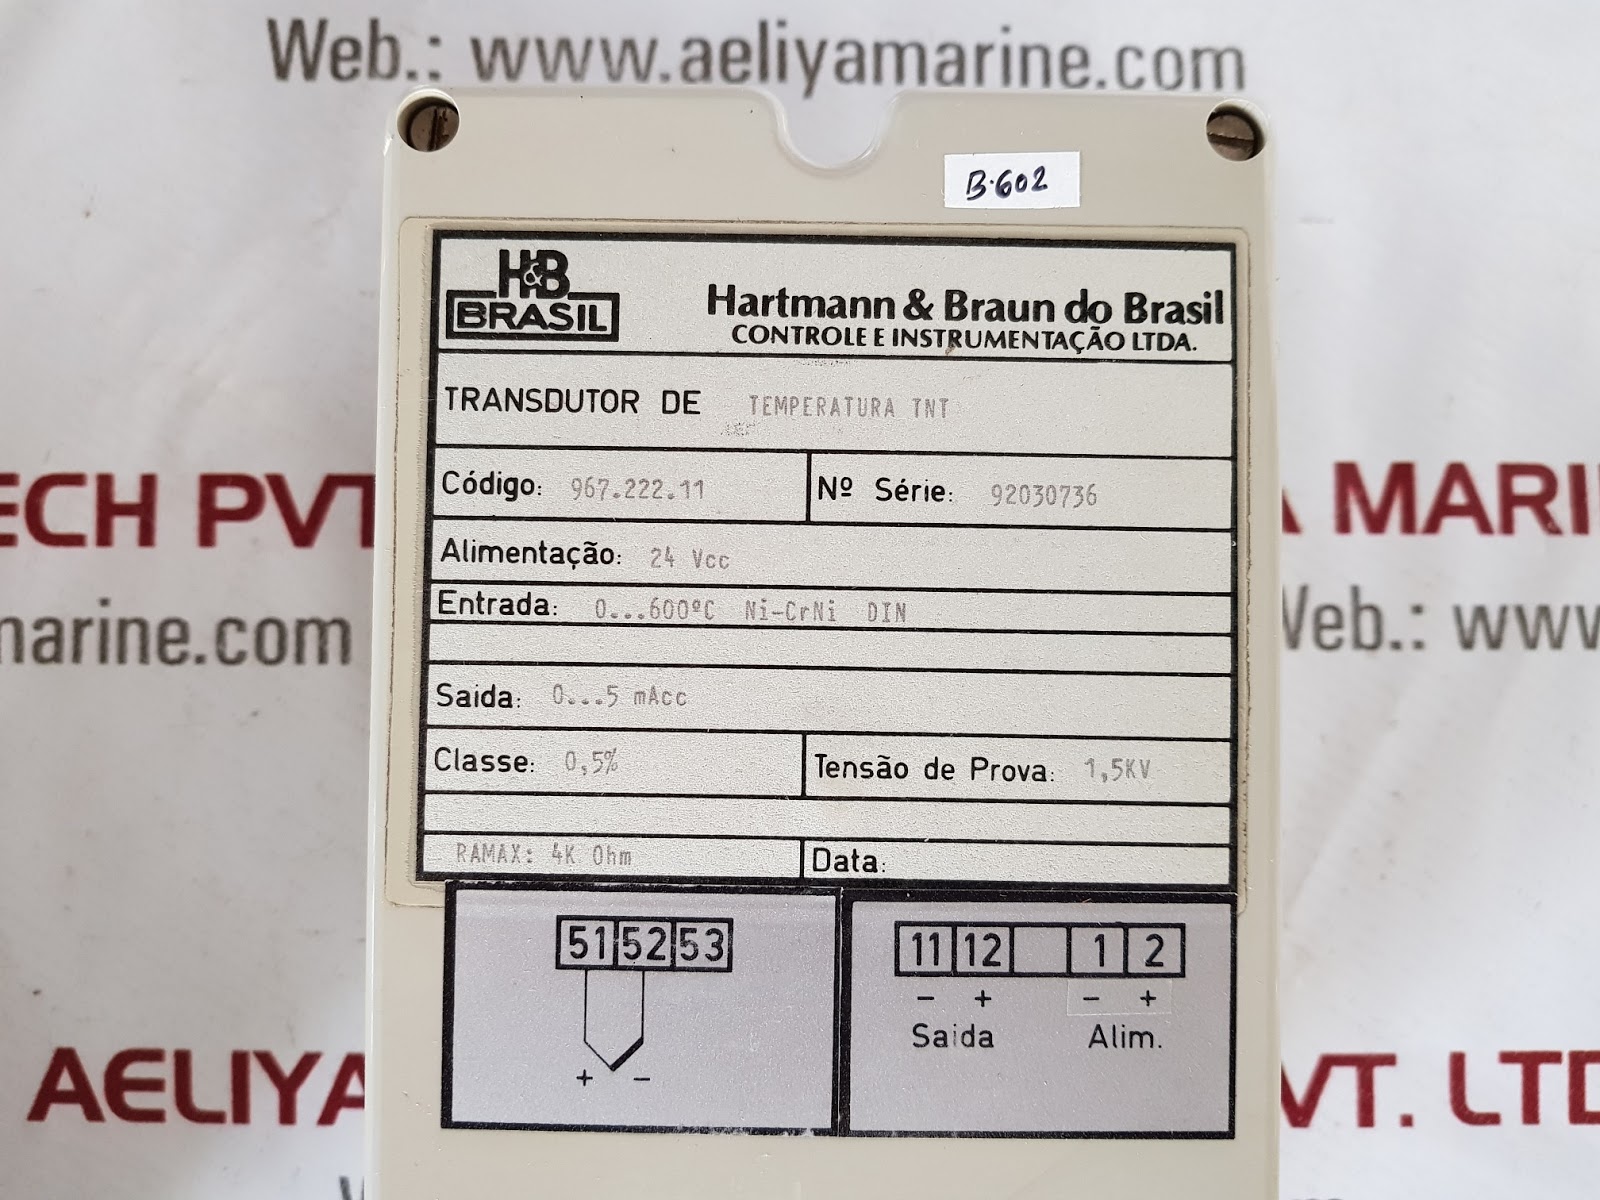 Web.: www.aeliyamarine.com
B.602
H&B
BRASIL
Hartmann & Braun do Brasil
CONTROLE E INSTRUMENTAÇÃO LTDA.
TRANSDUTOR DE TEMPERATURA TNT
Código: 967.222.11
Nº Série: 92030736
ECH PVT
A MARI
Alimentação: 24 Vcc
Entrada: 0...600ºC Ni-CrNi DIN
marine.com
Web.: www
Saida: 0...5 mAcc
Classe: 0,5%
Tensão de Prova: 1,5KV
RAMAX: 4K Ohm
Data:
51 52 53
+ −
11 12 1 2
− + − +
Saida Alim.
AELIYA
VT. LTD